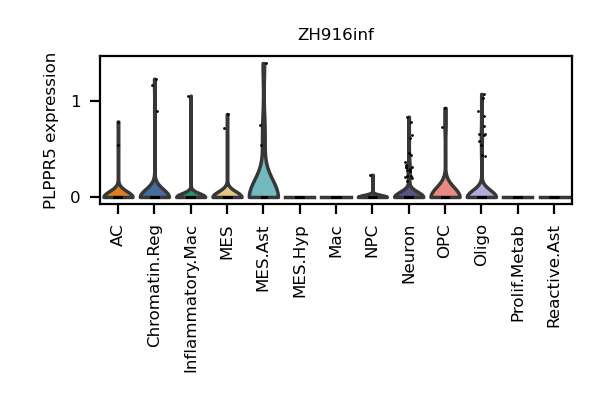 ZH916inf
PLPPR5 expression
1
0
AC
Chromatin.Reg
Inflammatory.Mac
MES
MES.Ast
MES.Hyp
Mac
NPC
Neuron
OPC
Oligo
Prolif.Metab
Reactive.Ast